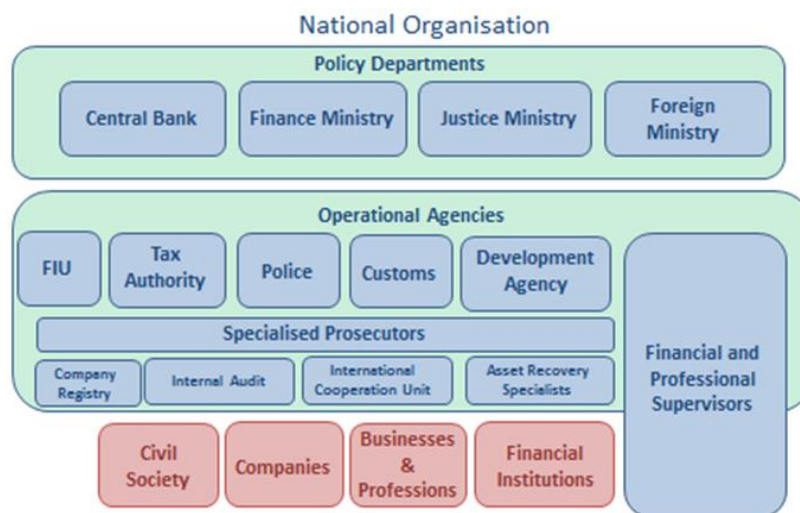 National Organisation
Policy Departments
Central Bank
Finance Ministry
Justice Ministry
Foreign
Ministry
Operational Agencies
FIU
Tax
Authority
Police
Customs
Development
Agency
Specialised Prosecutors
Company
Registry
Internal Audit
International
Cooperation Unit
Asset Recovery
Specialists
Financial and
Professional
Supervisors
Civil
Society
Companies
Businesses
&
Professions
Financial
Institutions